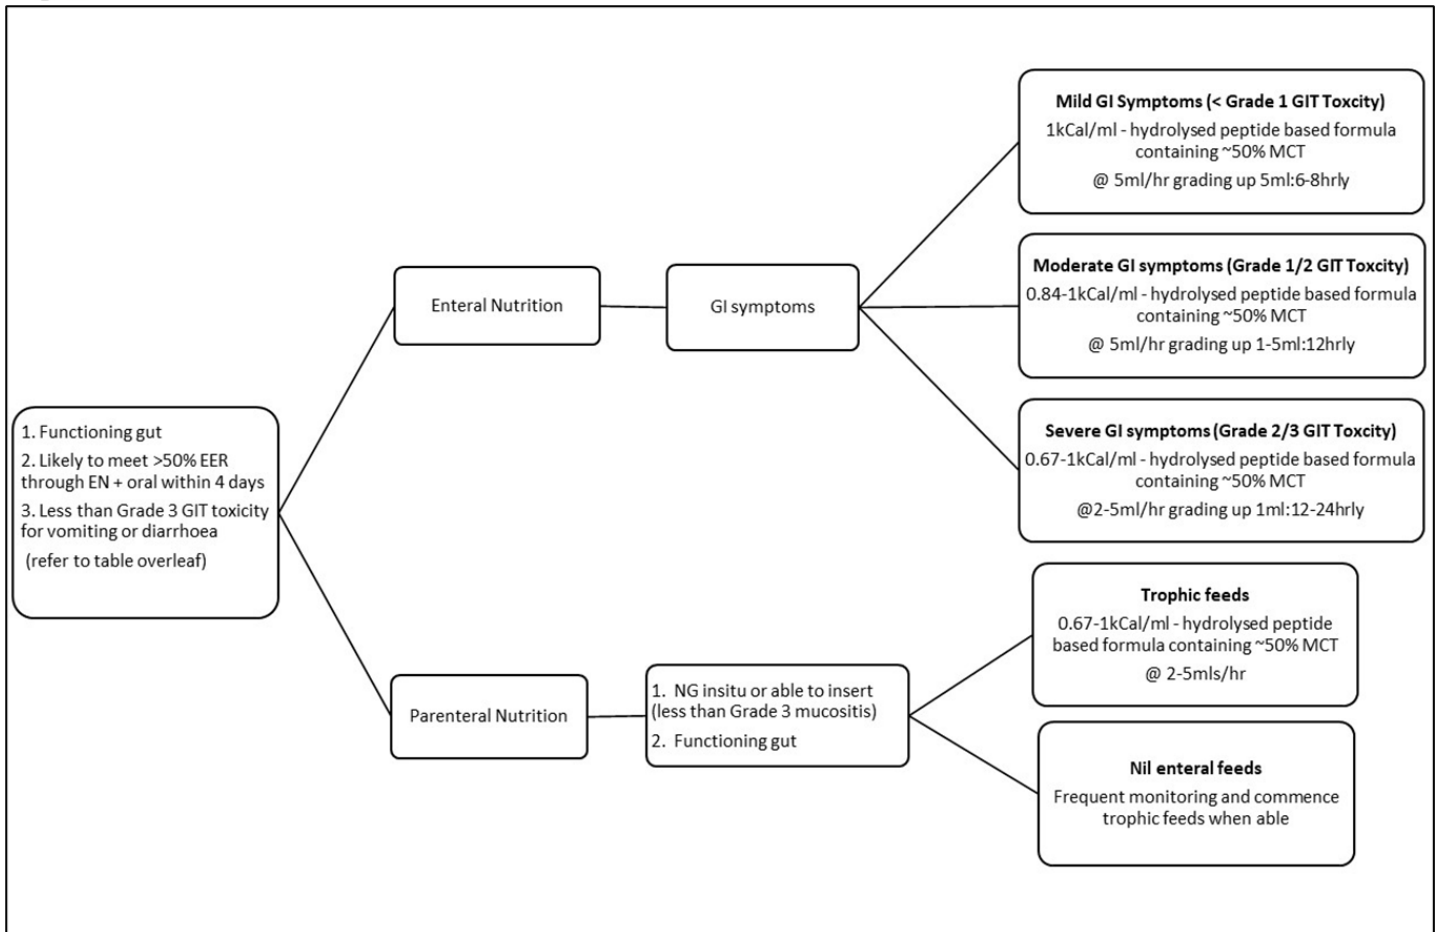 1. Functioning gut
2. Likely to meet >50% EER
through EN + oral within 4 days
3. Less than Grade 3 GIT toxicity
for vomiting or diarrhoea
(refer to table overleaf)
Enteral Nutrition
GI symptoms
Mild GI Symptoms (< Grade 1 GIT Toxcity)
1kCal/ml - hydrolysed peptide based formula
containing ~50% MCT
@ 5ml/hr grading up 5ml:6-8hrly
Moderate GI symptoms (Grade 1/2 GIT Toxcity)
0.84-1kCal/ml - hydrolysed peptide based formula
containing ~50% MCT
@ 5ml/hr grading up 1-5ml:12hrly
Severe GI symptoms (Grade 2/3 GIT Toxcity)
0.67-1kCal/ml - hydrolysed peptide based formula
containing ~50% MCT
@2-5ml/hr grading up 1ml:12-24hrly
Parenteral Nutrition
1. NG insitu or able to insert
(less than Grade 3 mucositis)
2. Functioning gut
Trophic feeds
0.67-1kCal/ml - hydrolysed peptide
based formula containing ~50% MCT
@ 2-5mls/hr
Nil enteral feeds
Frequent monitoring and commence
trophic feeds when able